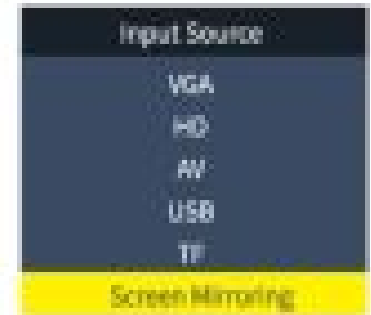 Input Source
VGA
HD
AV
USB
TF
Screen Mirroring